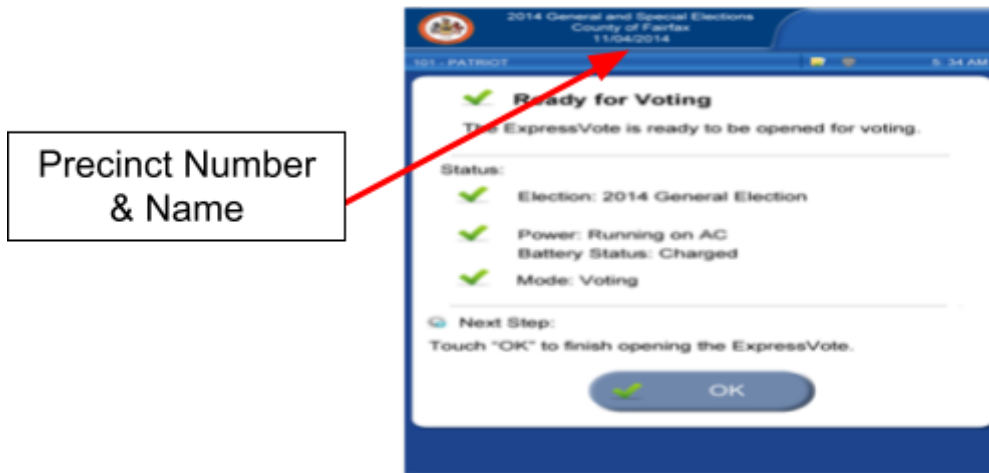 2014 General and Special Elections
County of Fairfax
11/04/2014
101 - PATRIOT
5:34 AM
Ready for Voting
The ExpressVote is ready to be opened for voting.
Precinct Number
& Name
Status:
Election: 2014 General Election
Power: Running on AC
Battery Status: Charged
Mode: Voting
Next Step:
Touch "OK" to finish opening the ExpressVote.
OK